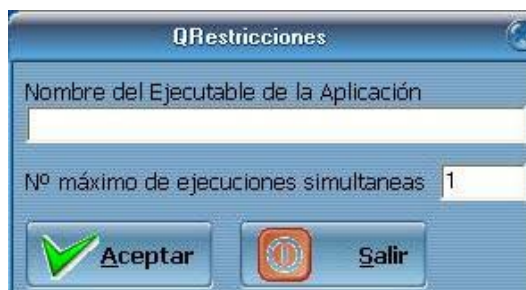 QRestricciones
Nombre del Ejecutable de la Aplicación
Nº máximo de ejecuciones simultaneas 1
Aceptar Salir